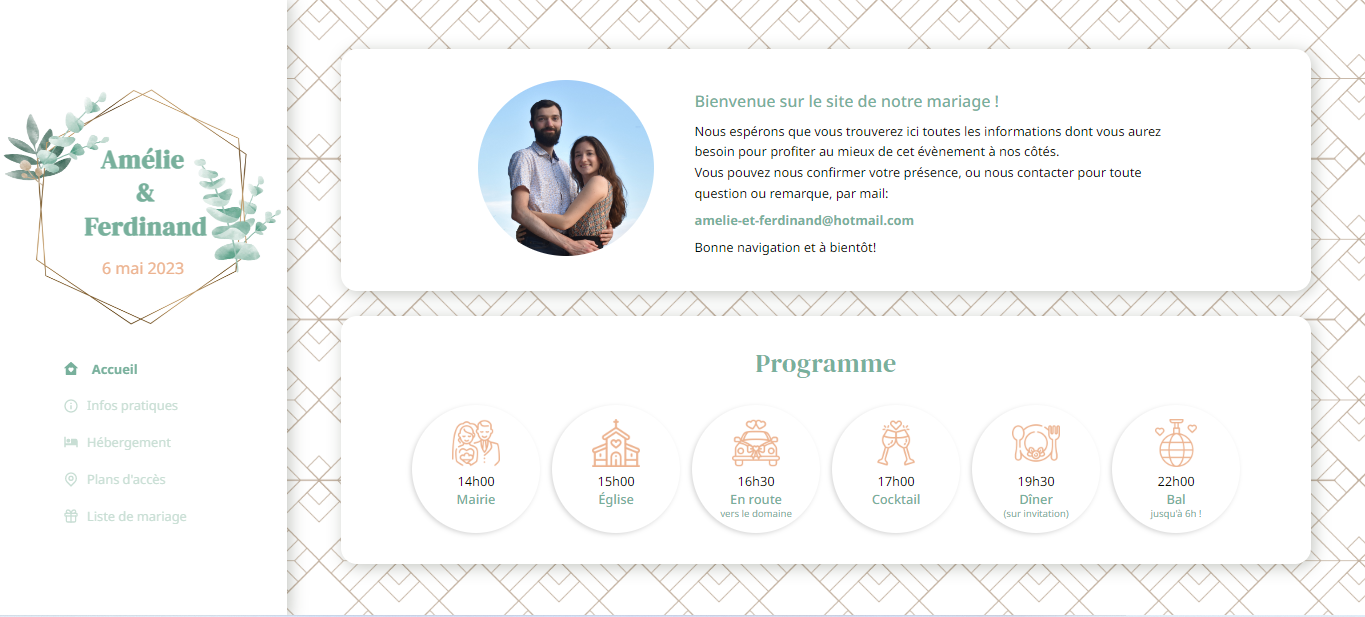 Amélie
&
Ferdinand
6 mai 2023
Accueil
Infos pratiques
Hébergement
Plans d'accès
Liste de mariage
Bienvenue sur le site de notre mariage !
Nous espérons que vous trouverez ici toutes les informations dont vous aurez
besoin pour profiter au mieux de cet évènement à nos côtés.
Vous pouvez nous confirmer votre présence, ou nous contacter pour toute
question ou remarque, par mail:
amelie-et-ferdinand@hotmail.com
Bonne navigation et à bientôt!
Programme
14h00
Mairie
15h00
Église
16h30
En route
vers le domaine
17h00
Cocktail
19h30
Dîner
(sur invitation)
22h00
Bal
jusqu'à 6h !